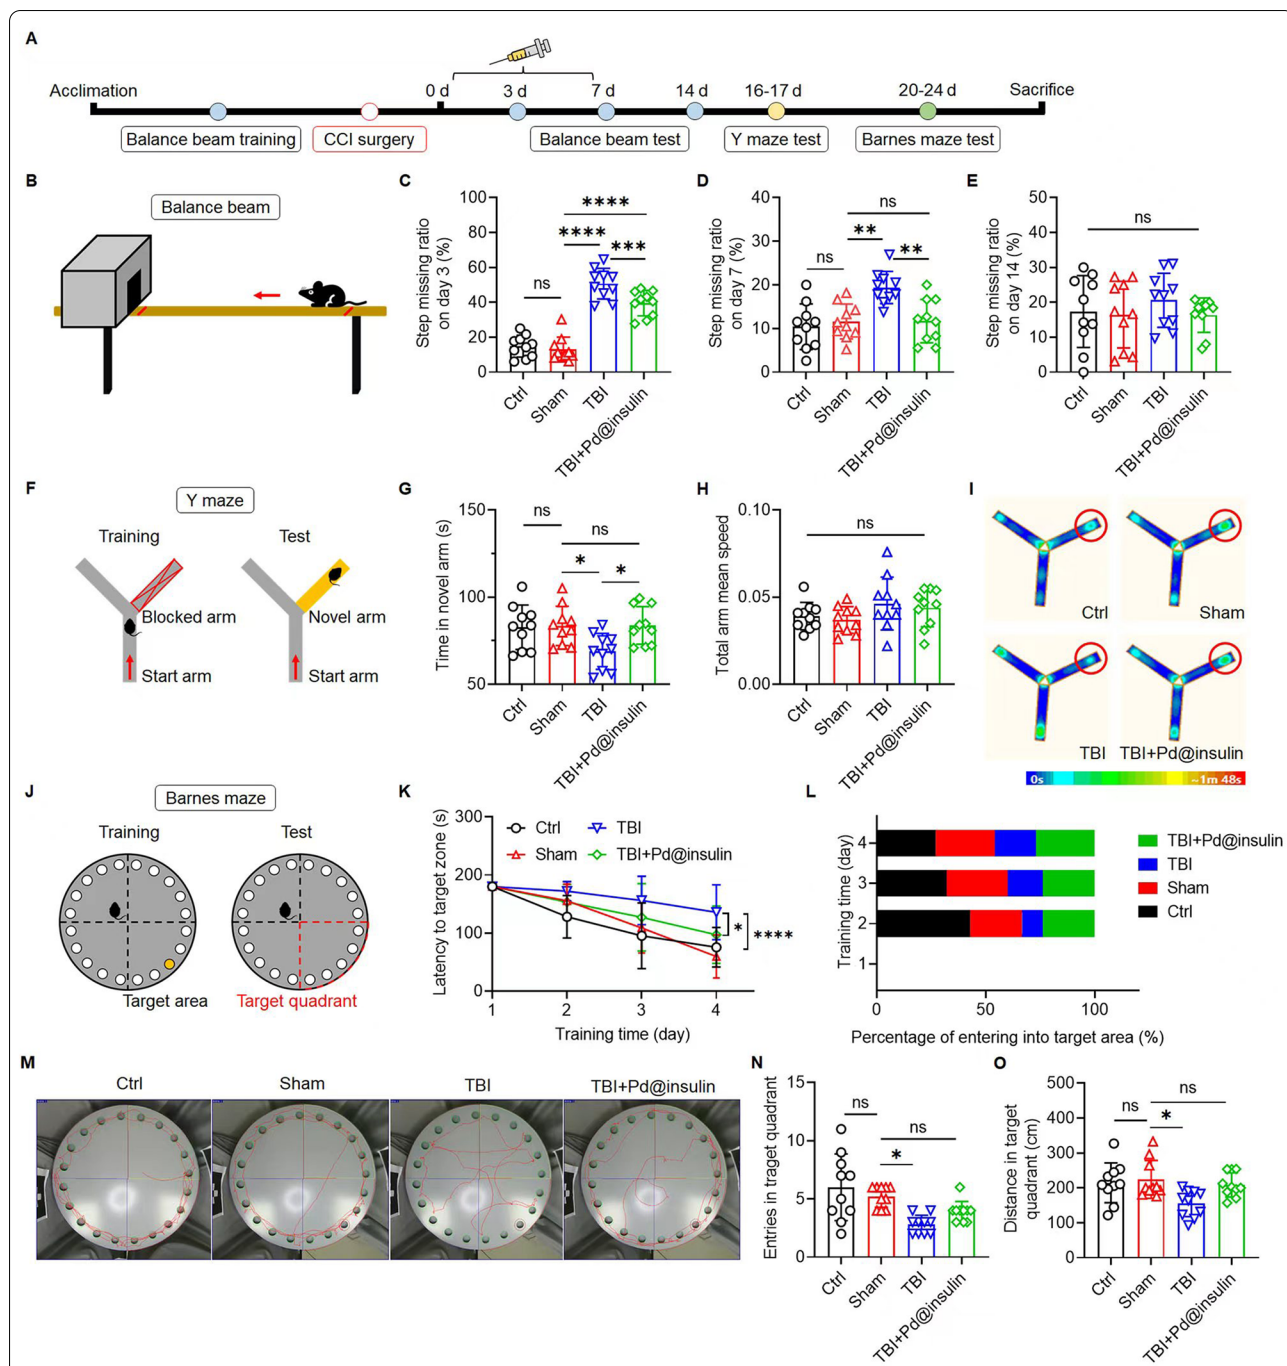 A
Acclimation
0 d
3 d
7 d
14 d
16-17 d
20-24 d
Sacrifice
Balance beam training
CCI surgery
Balance beam test
Y maze test
Barnes maze test
B
Balance beam
C
Step missing ratio
on day 3 (%)
100
80
60
40
20
0
ns
****
****
***
Ctrl
Sham
TBI
TBI+Pd@insulin
D
Step missing ratio
on day 7 (%)
40
30
20
10
0
ns
ns
**
**
Ctrl
Sham
TBI
TBI+Pd@insulin
E
Step missing ratio
on day 14 (%)
50
40
30
20
10
0
ns
Ctrl
Sham
TBI
TBI+Pd@insulin
F
Y maze
Training
Test
Blocked arm
Novel arm
Start arm
Start arm
G
Time in novel arm (s)
150
100
50
ns
ns
*
*
Ctrl
Sham
TBI
TBI+Pd@insulin
H
Total arm mean speed
0.10
0.05
0.00
ns
Ctrl
Sham
TBI
TBI+Pd@insulin
I
Ctrl
Sham
TBI
TBI+Pd@insulin
0s
~1m 48s
J
Barnes maze
Training
Test
Target area
Target quadrant
K
Latency to target zone (s)
300
200
100
0
Ctrl
Sham
TBI
TBI+Pd@insulin
*
****
1
2
3
4
Training time (day)
L
Training time (day)
4
3
2
1
0
50
100
Percentage of entering into target area (%)
TBI+Pd@insulin
TBI
Sham
Ctrl
M
Ctrl
Sham
TBI
TBI+Pd@insulin
N
Entries in traget quadrant
15
10
5
0
ns
ns
*
Ctrl
Sham
TBI
TBI+Pd@insulin
O
Distance in target
quadrant (cm)
500
400
300
200
100
0
ns
ns
*
Ctrl
Sham
TBI
TBI+Pd@insulin